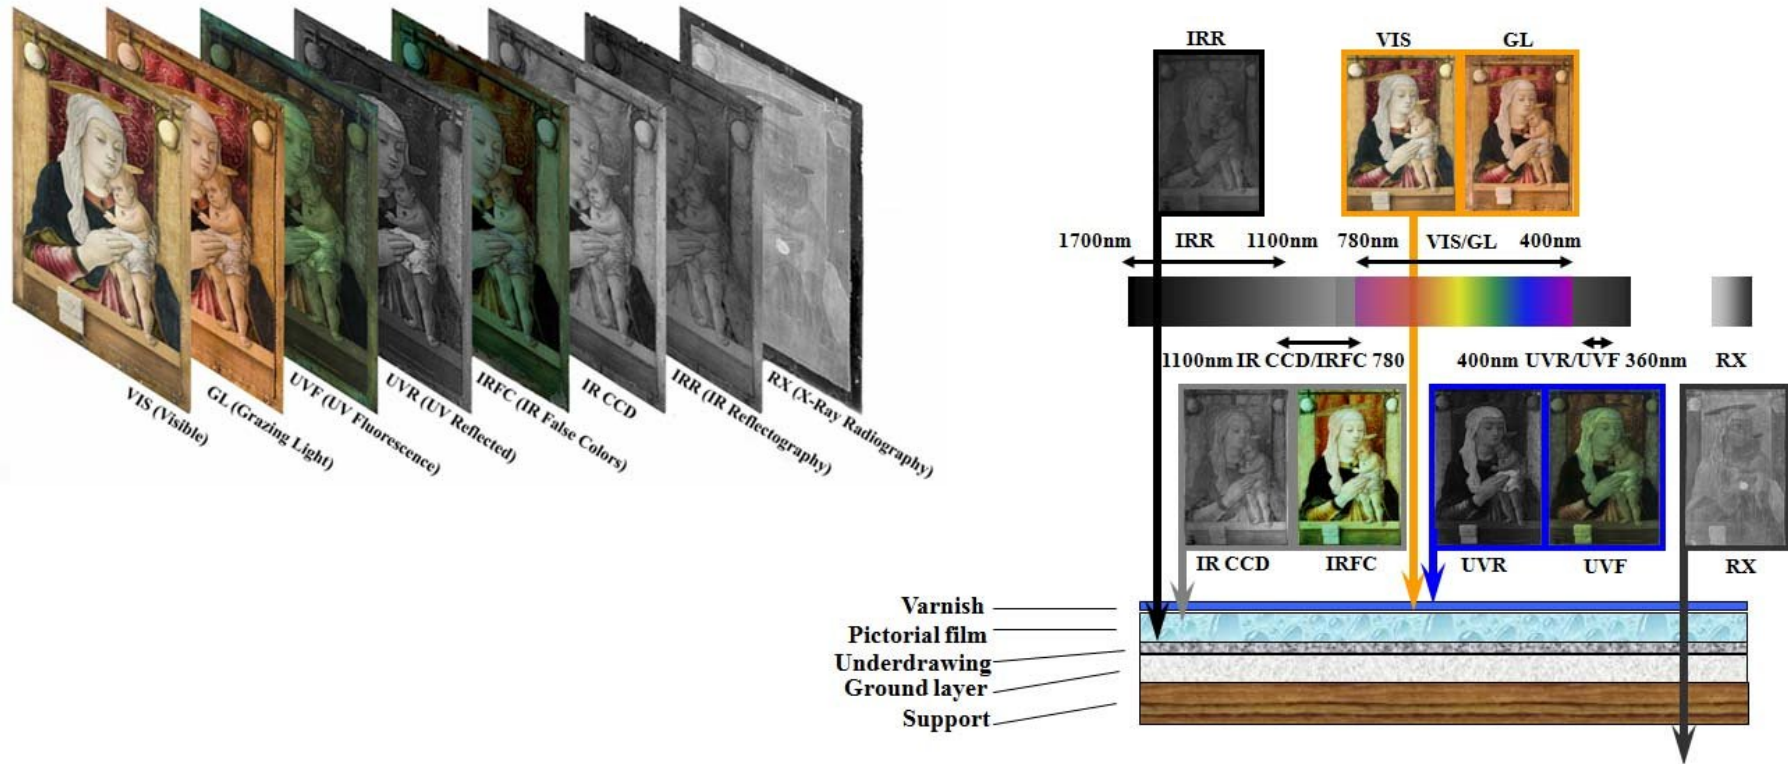 VIS (Visible)
GL (Grazing Light)
UVF (UV Fluorescence)
UVR (UV Reflected)
IRFC (IR False Colors)
IR CCD
IRR (IR Reflectography)
RX (X-Ray Radiography)
IRR
VIS
GL
1700nm
IRR
1100nm
780nm
VIS/GL
400nm
1100nm IR CCD/IRFC 780
400nm UVR/UVF 360nm
RX
IR CCD
IRFC
UVR
UVF
RX
Varnish
Pictorial film
Underdrawing
Ground layer
Support